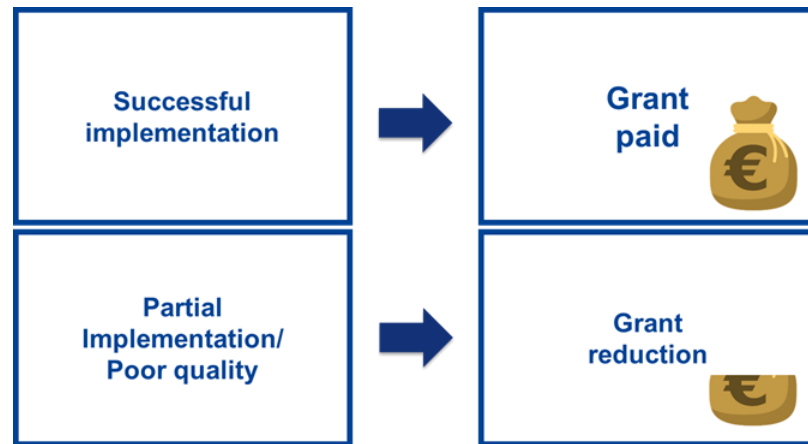 Successful
implementation
Grant
paid
€
Partial
Implementation/
Poor quality
Grant
reduction
€